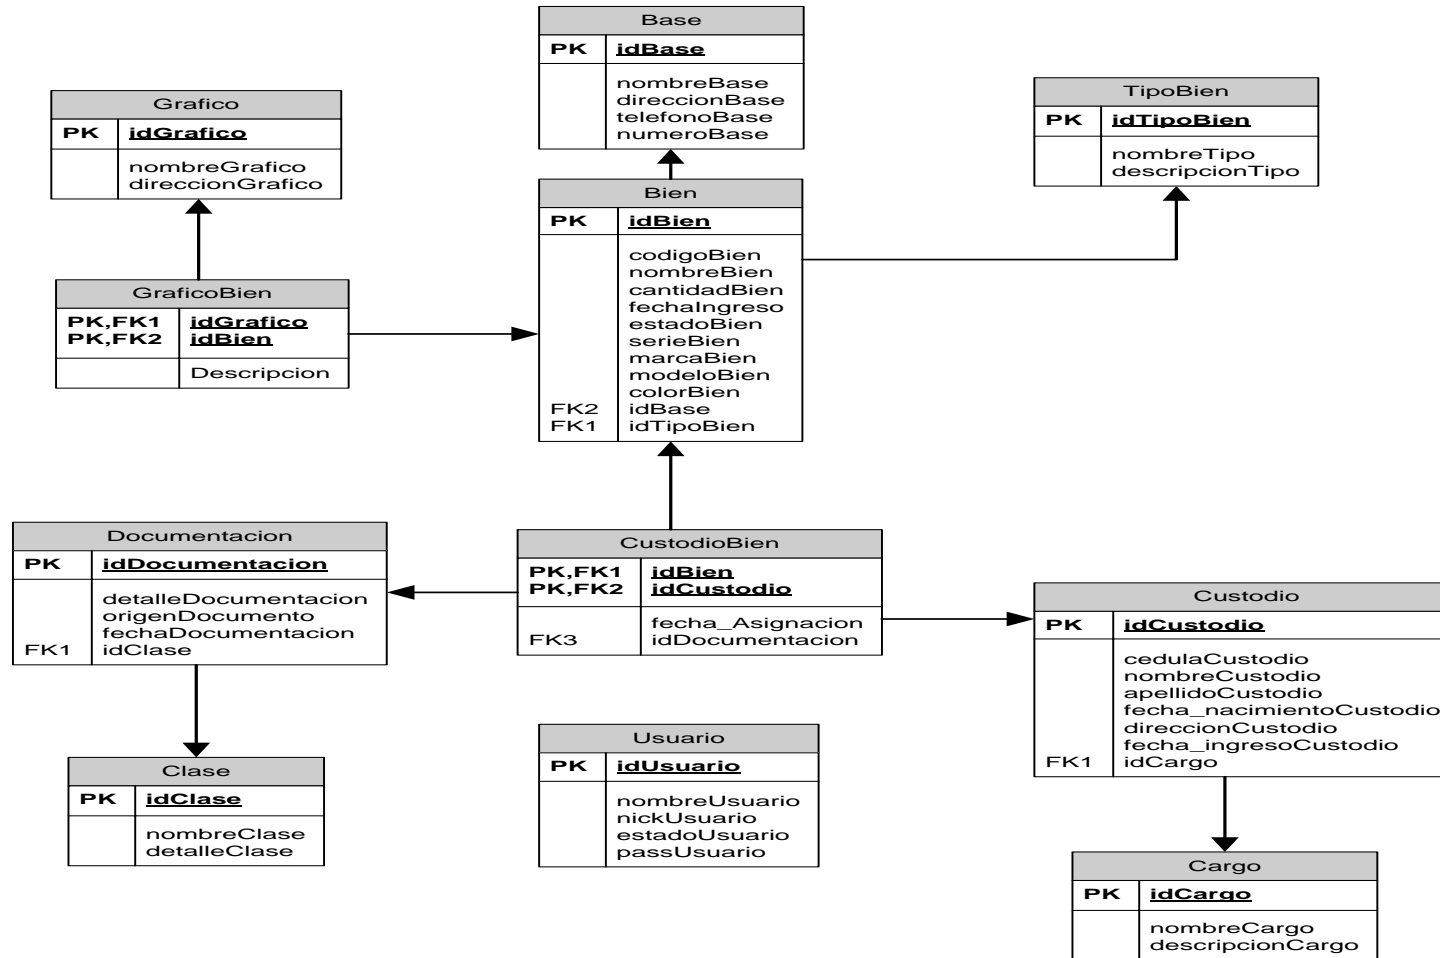 Base
PK idBase
nombreBase
direccionBase
telefonoBase
numeroBase
Grafico
PK idGrafico
nombreGrafico
direccionGrafico
TipoBien
PK idTipoBien
nombreTipo
descripcionTipo
Bien
PK idBien
codigoBien
nombreBien
cantidadBien
fechaIngreso
estadoBien
serieBien
marcaBien
modeloBien
colorBien
FK2 idBase
FK1 idTipoBien
GraficoBien
PK,FK1 idGrafico
PK,FK2 idBien
Descripcion
Documentacion
PK idDocumentacion
detalleDocumentacion
origenDocumento
fechaDocumentacion
FK1 idClase
CustodioBien
PK,FK1 idBien
PK,FK2 idCustodio
fecha_Asignacion
FK3 idDocumentacion
Custodio
PK idCustodio
cedulaCustodio
nombreCustodio
apellidoCustodio
fecha_nacimientoCustodio
direccionCustodio
fecha_ingresoCustodio
FK1 idCargo
Clase
PK idClase
nombreClase
detalleClase
Usuario
PK idUsuario
nombreUsuario
nickUsuario
estadoUsuario
passUsuario
Cargo
PK idCargo
nombreCargo
descripcionCargo